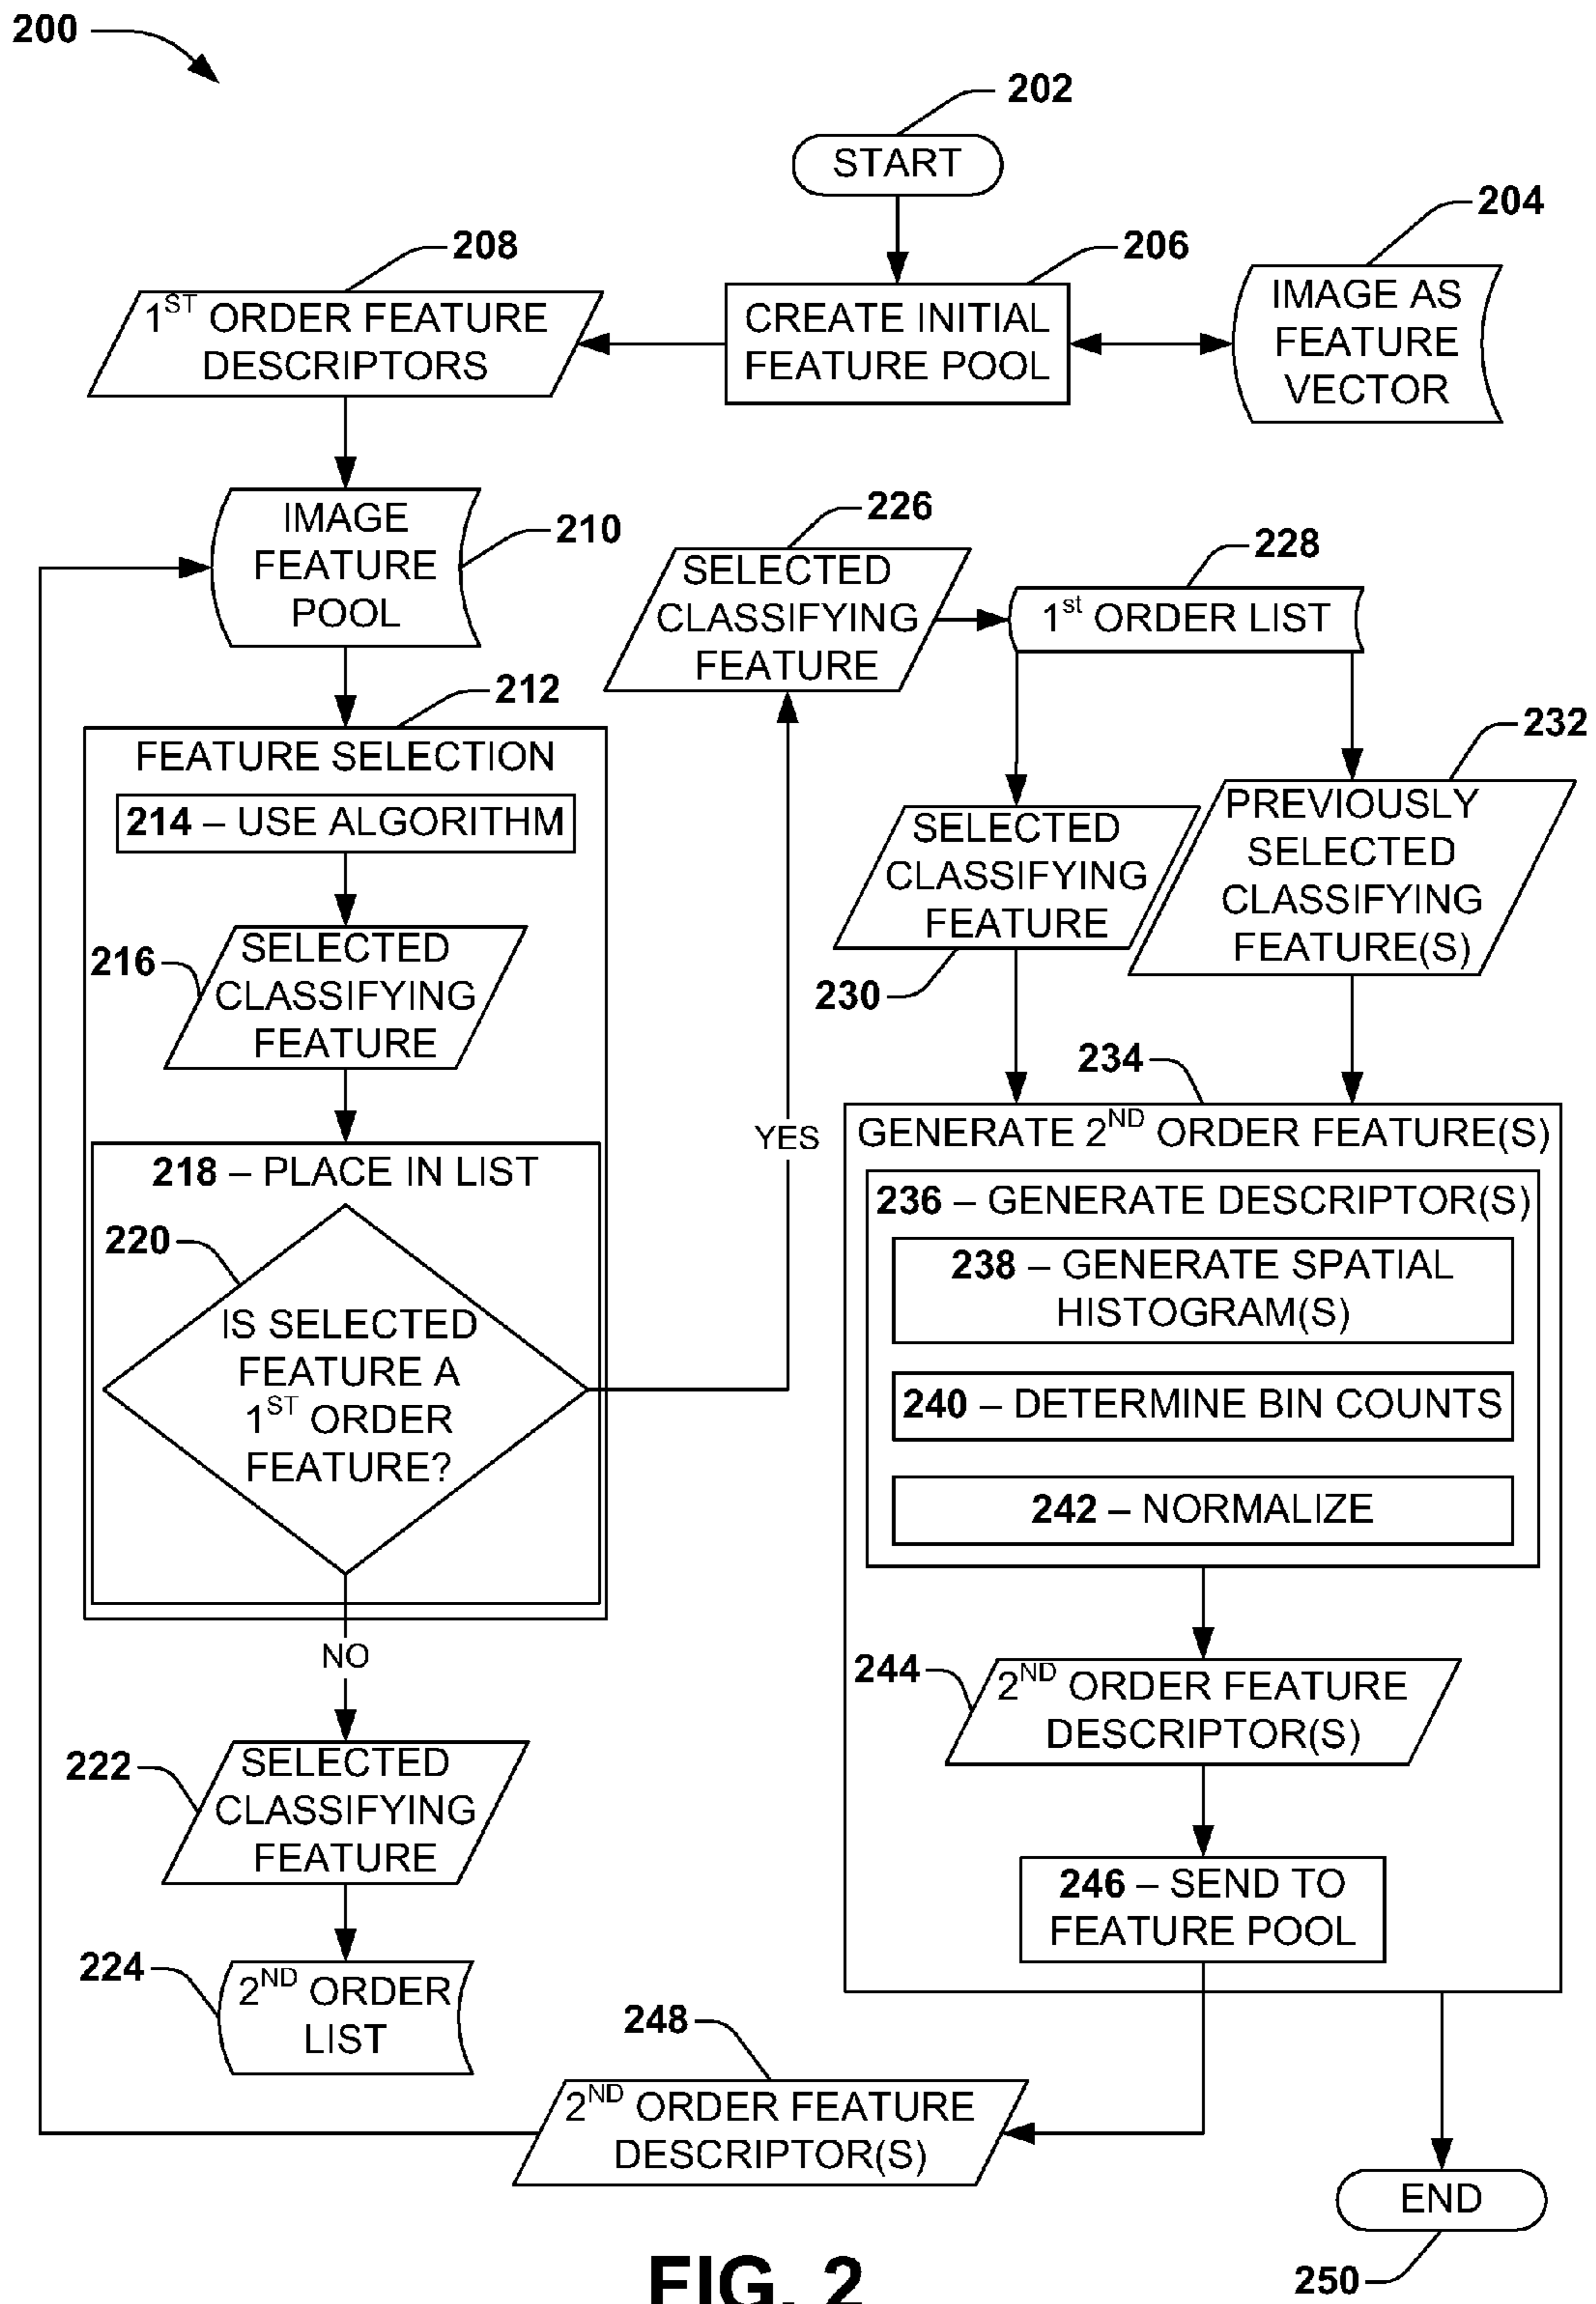 200
202
START
204
IMAGE AS
FEATURE
VECTOR
206
CREATE INITIAL
FEATURE POOL
208
1ST ORDER FEATURE
DESCRIPTORS
IMAGE
FEATURE
POOL
210
212
FEATURE SELECTION
214 – USE ALGORITHM
216
SELECTED
CLASSIFYING
FEATURE
218 – PLACE IN LIST
220
IS SELECTED
FEATURE A
1ST ORDER
FEATURE?
NO
222
SELECTED
CLASSIFYING
FEATURE
224
2ND ORDER
LIST
YES
226
SELECTED
CLASSIFYING
FEATURE
228
1st ORDER LIST
SELECTED
CLASSIFYING
FEATURE
230
232
PREVIOUSLY
SELECTED
CLASSIFYING
FEATURE(S)
234
GENERATE 2ND ORDER FEATURE(S)
236 – GENERATE DESCRIPTOR(S)
238 – GENERATE SPATIAL
HISTOGRAM(S)
240 – DETERMINE BIN COUNTS
242 – NORMALIZE
244
2ND ORDER FEATURE
DESCRIPTOR(S)
246 – SEND TO
FEATURE POOL
248
2ND ORDER FEATURE
DESCRIPTOR(S)
END
250
FIG. 2